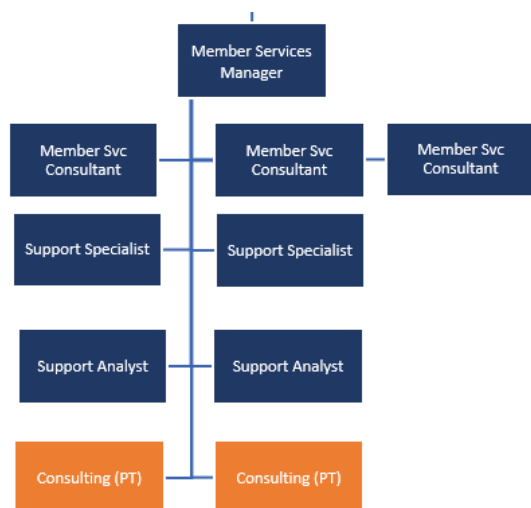 Member Services
Manager
Member Svc
Consultant
Member Svc
Consultant
Member Svc
Consultant
Support Specialist
Support Specialist
Support Analyst
Support Analyst
Consulting (PT)
Consulting (PT)